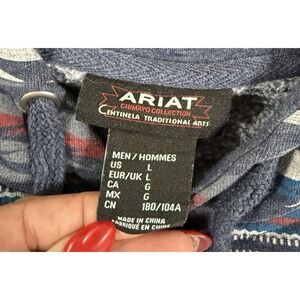 ARIAT
CHIMAYO COLLECTION
CENTINELA TRADITIONAL ARTS
MEN / HOMMES
US L
EUR/UK L
CA G
MX G
CN 180/104A
MADE IN CHINA
FABRIQUÉ EN CHINE